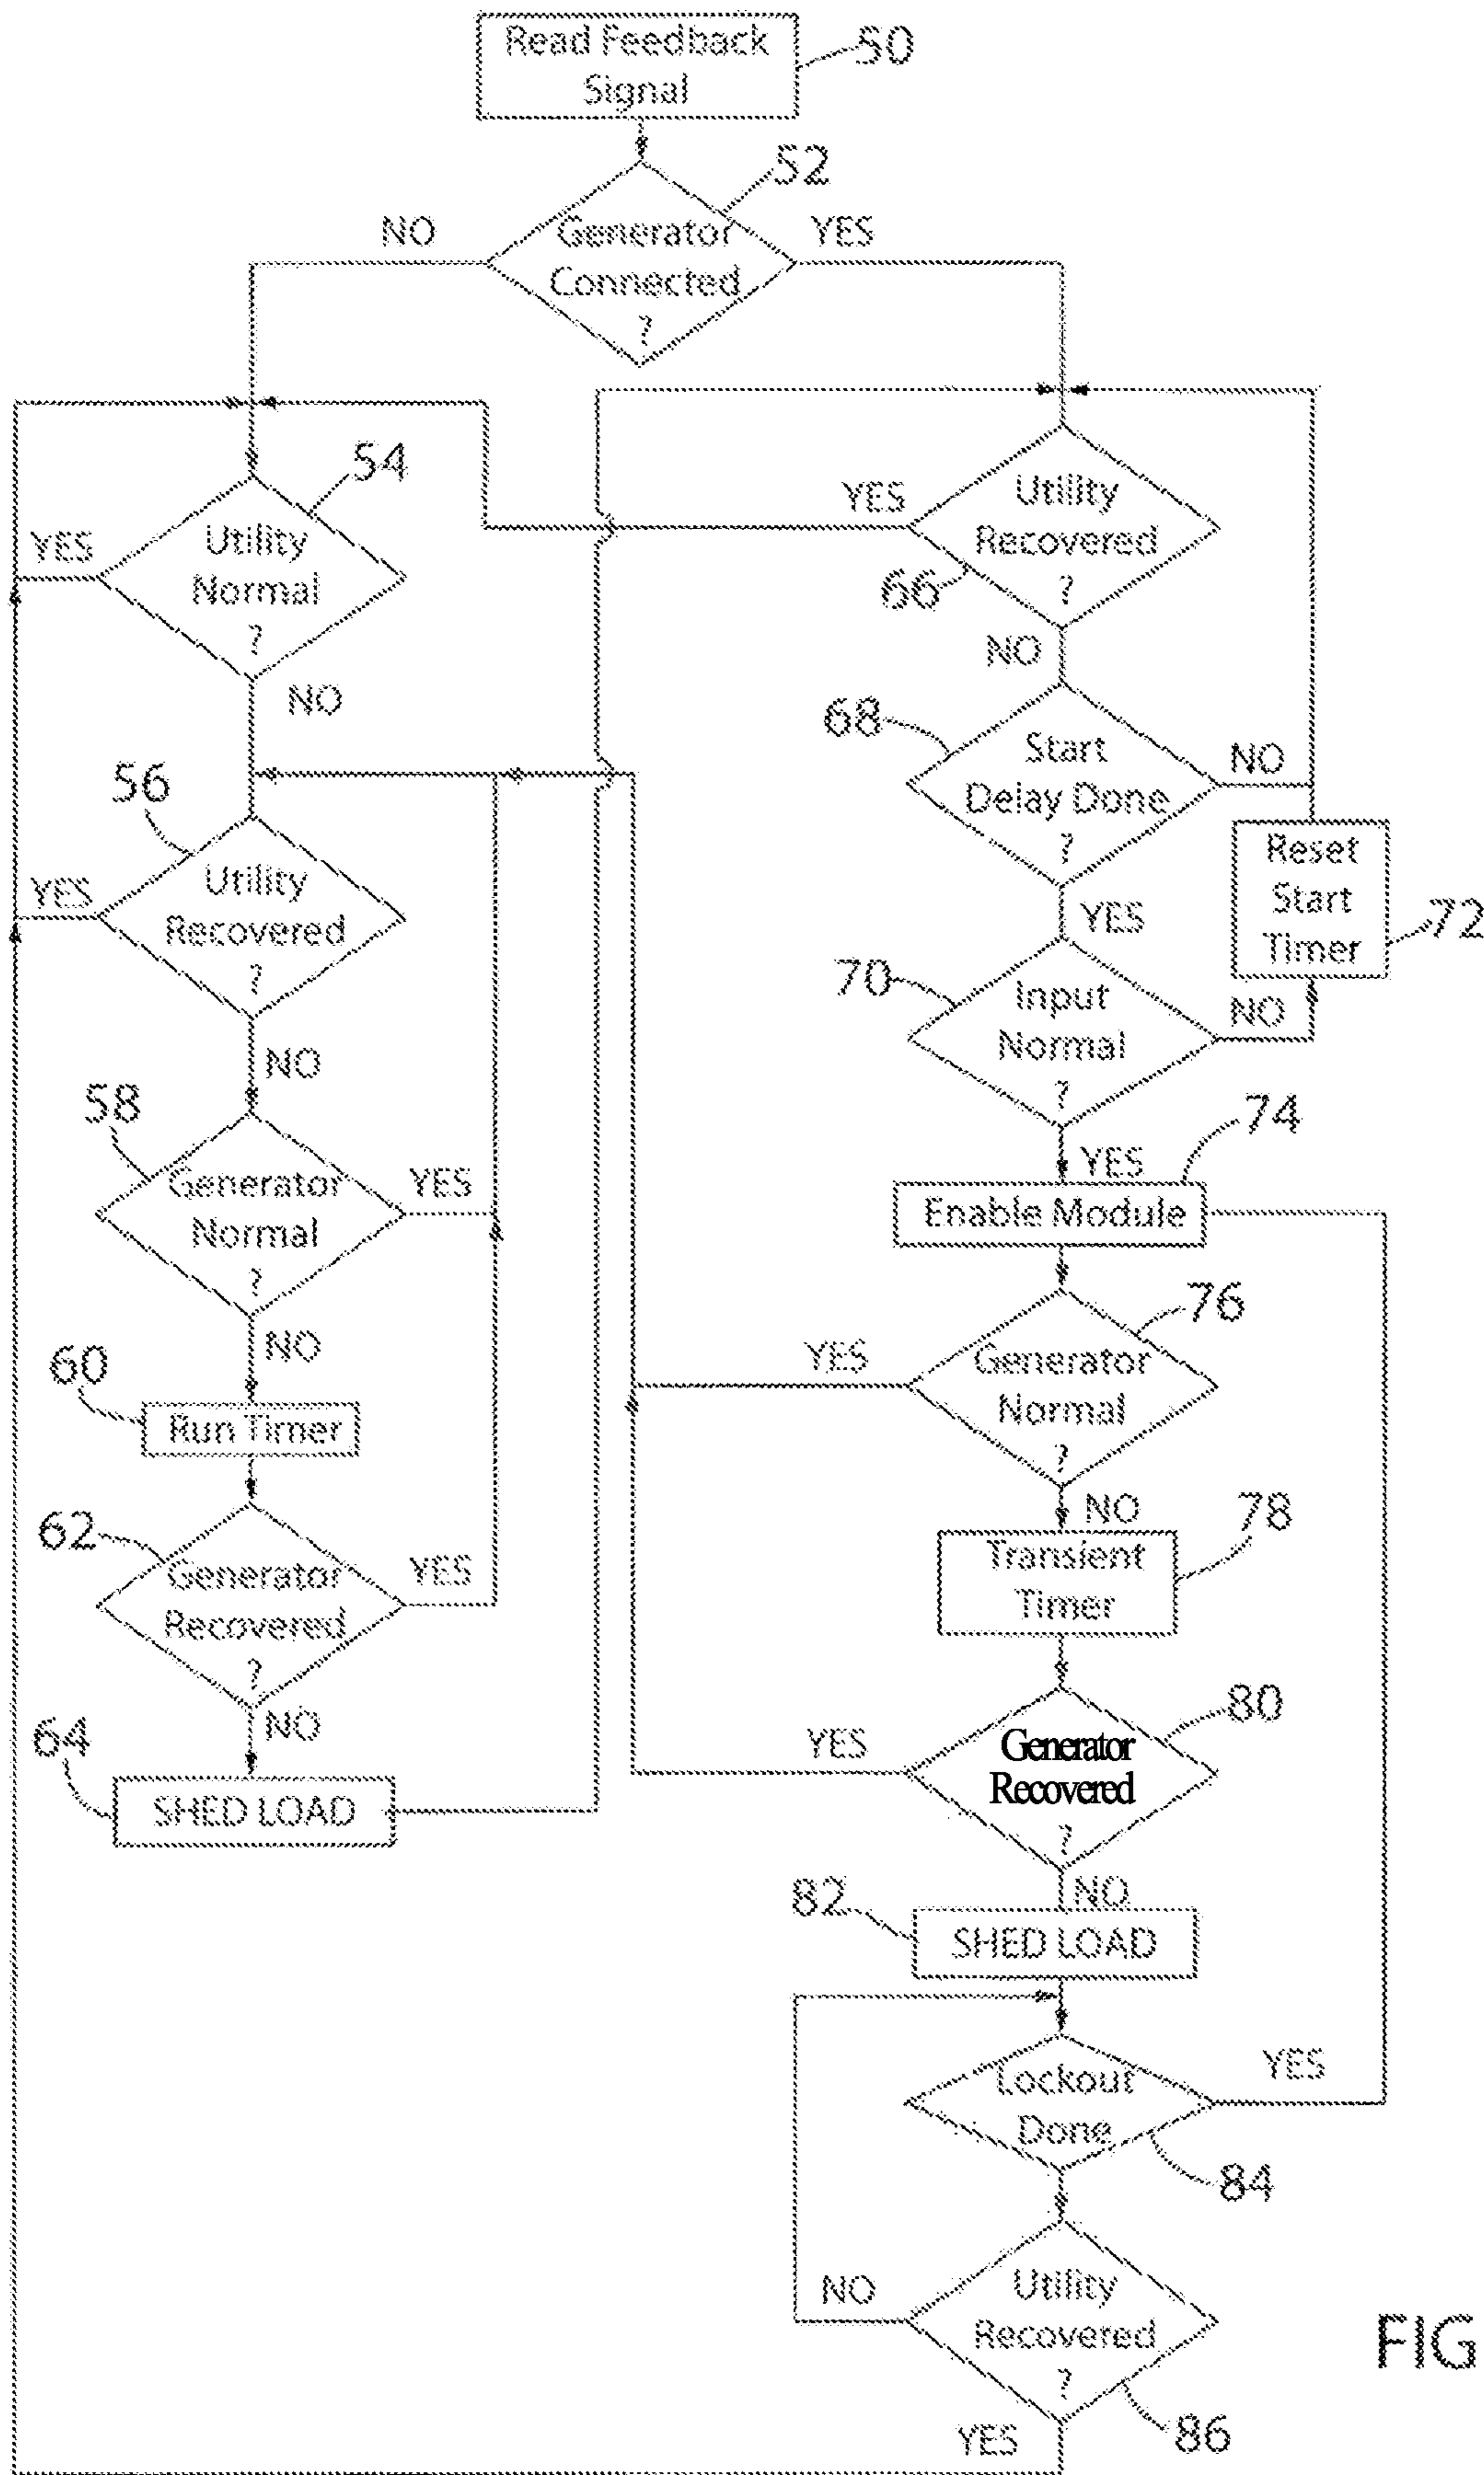 Read Feedback
Signal
50
52
Generator
Connected
?
NO
YES
54
Utility
Normal
?
YES
NO
Utility
Recovered
?
YES
66
NO
68
Start
Delay Done
?
NO
YES
56
Utility
Recovered
?
YES
NO
Reset
Start
Timer
72
70
Input
Normal
?
NO
YES
58
Generator
Normal
?
YES
NO
74
Enable Module
76
Generator
Normal
?
YES
NO
60
Run Timer
62
Generator
Recovered
?
YES
NO
78
Transient
Timer
64
SHED LOAD
80
Generator
Recovered
?
YES
NO
82
SHED LOAD
Lockout
Done
YES
84
Utility
Recovered
?
NO
YES
86
FIG